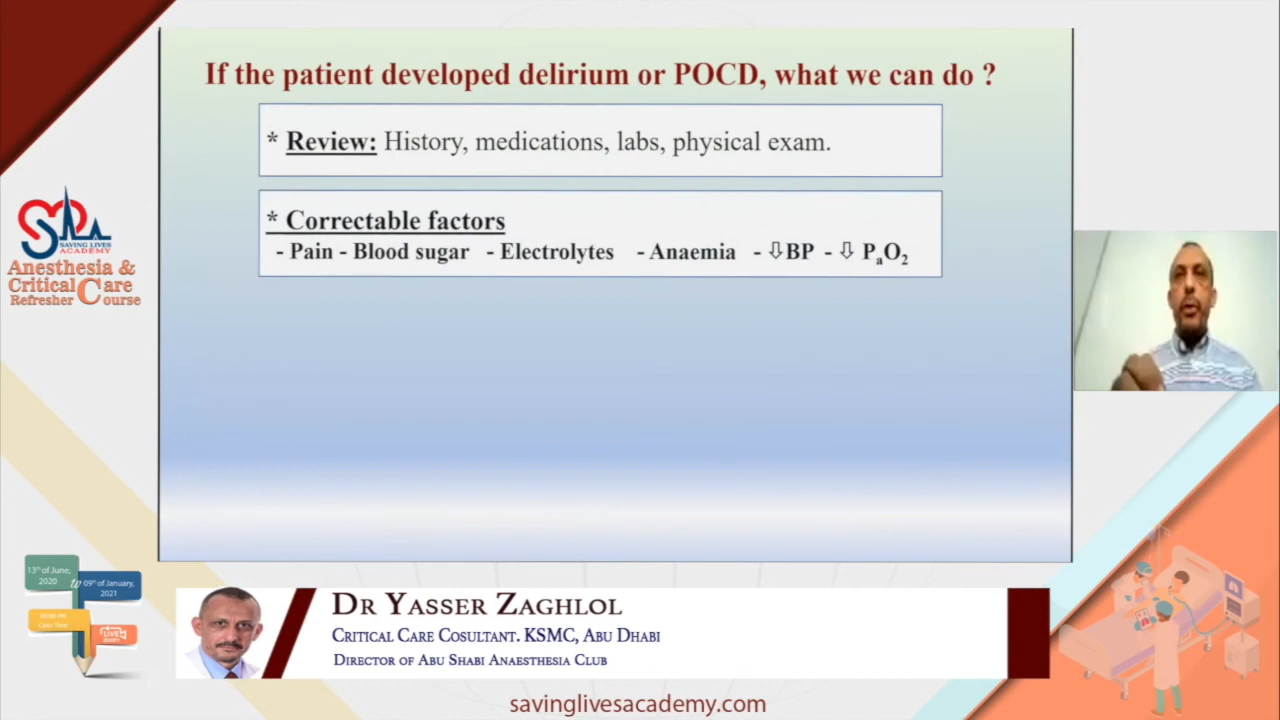 If the patient developed delirium or POCD, what we can do ?
* Review: History, medications, labs, physical exam.
* Correctable factors
- Pain - Blood sugar - Electrolytes - Anaemia - ⇩BP - ⇩ PaO2
SAVING LIVES
ACADEMY
Anesthesia &
Critical Care
Refresher Course
13th of June,
2020
to
09th of January,
2021
LIVE
DR YASSER ZAGHLOL
CRITICAL CARE COSULTANT. KSMC, ABU DHABI
DIRECTOR OF ABU SHABI ANAESTHESIA CLUB
savinglivesacademy.com